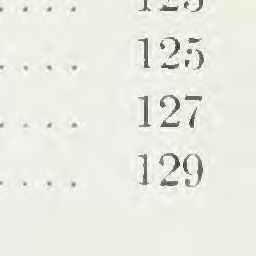 . . . . 125
. . . . 127
. . . . 129